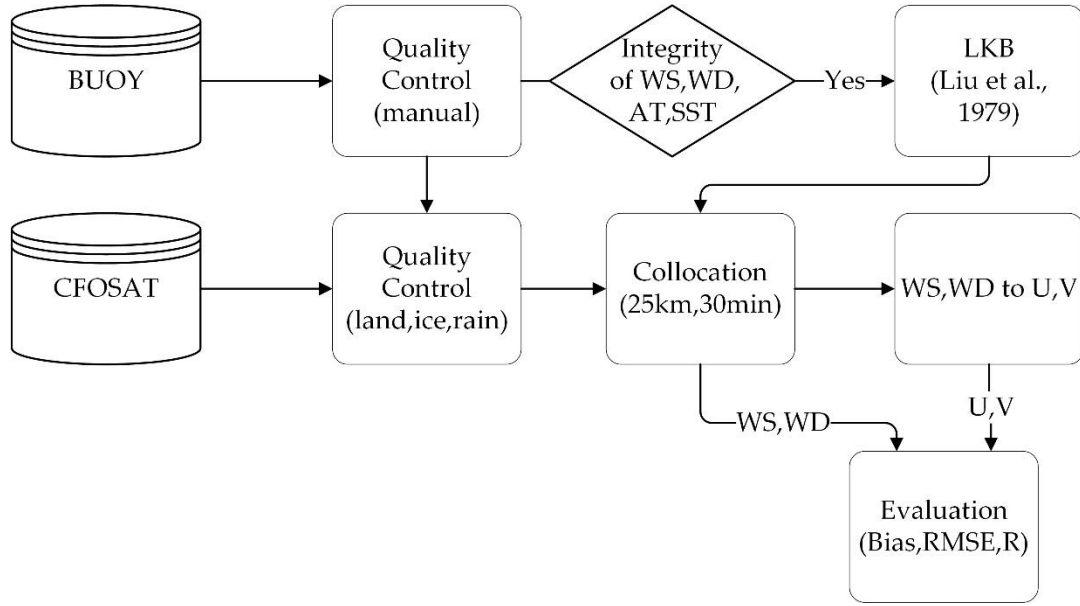 BUOY
Quality
Control
(manual)
Integrity
of WS,WD,
AT,SST
Yes
LKB
(Liu et al.,
1979)
CFOSAT
Quality
Control
(land,ice,rain)
Collocation
(25km,30min)
WS,WD to U,V
WS,WD
U,V
Evaluation
(Bias,RMSE,R)